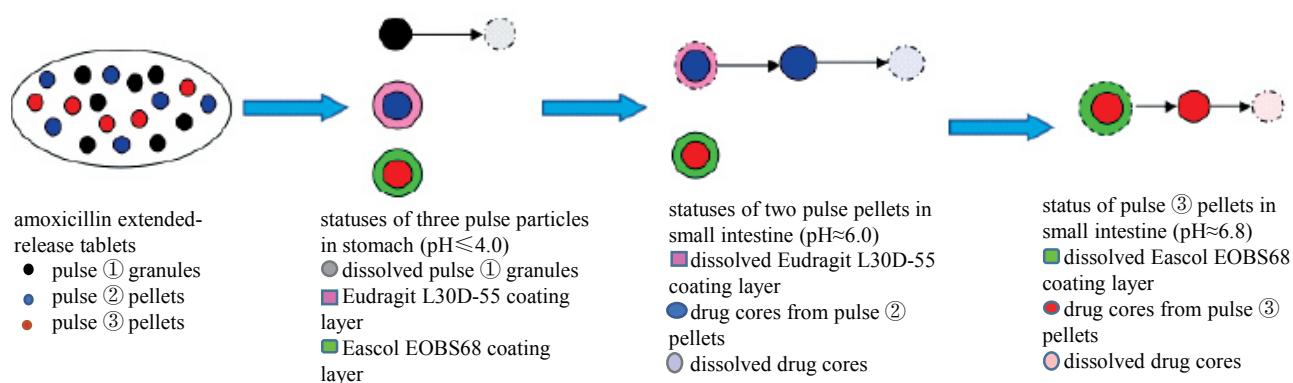 amoxicillin extended-
release tablets
pulse ① granules
pulse ② pellets
pulse ③ pellets
statuses of three pulse particles
in stomach (pH≤4.0)
dissolved pulse ① granules
Eudragit L30D-55 coating
layer
Eascol EOBS68 coating
layer
statuses of two pulse pellets in
small intestine (pH≈6.0)
dissolved Eudragit L30D-55
coating layer
drug cores from pulse ②
pellets
dissolved drug cores
status of pulse ③ pellets in
small intestine (pH≈6.8)
dissolved Eascol EOBS68
coating layer
drug cores from pulse ③
pellets
dissolved drug cores